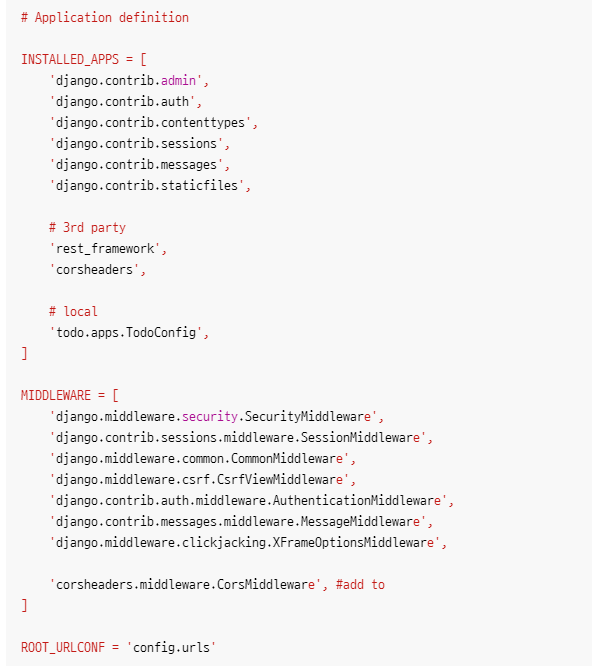 # Application definition

INSTALLED_APPS = [
    'django.contrib.admin',
    'django.contrib.auth',
    'django.contrib.contenttypes',
    'django.contrib.sessions',
    'django.contrib.messages',
    'django.contrib.staticfiles',

    # 3rd party
    'rest_framework',
    'corsheaders',

    # local
    'todo.apps.TodoConfig',
]

MIDDLEWARE = [
    'django.middleware.security.SecurityMiddleware',
    'django.contrib.sessions.middleware.SessionMiddleware',
    'django.middleware.common.CommonMiddleware',
    'django.middleware.csrf.CsrfViewMiddleware',
    'django.contrib.auth.middleware.AuthenticationMiddleware',
    'django.contrib.messages.middleware.MessageMiddleware',
    'django.middleware.clickjacking.XFrameOptionsMiddleware',

    'corsheaders.middleware.CorsMiddleware', #add to
]

ROOT_URLCONF = 'config.urls'